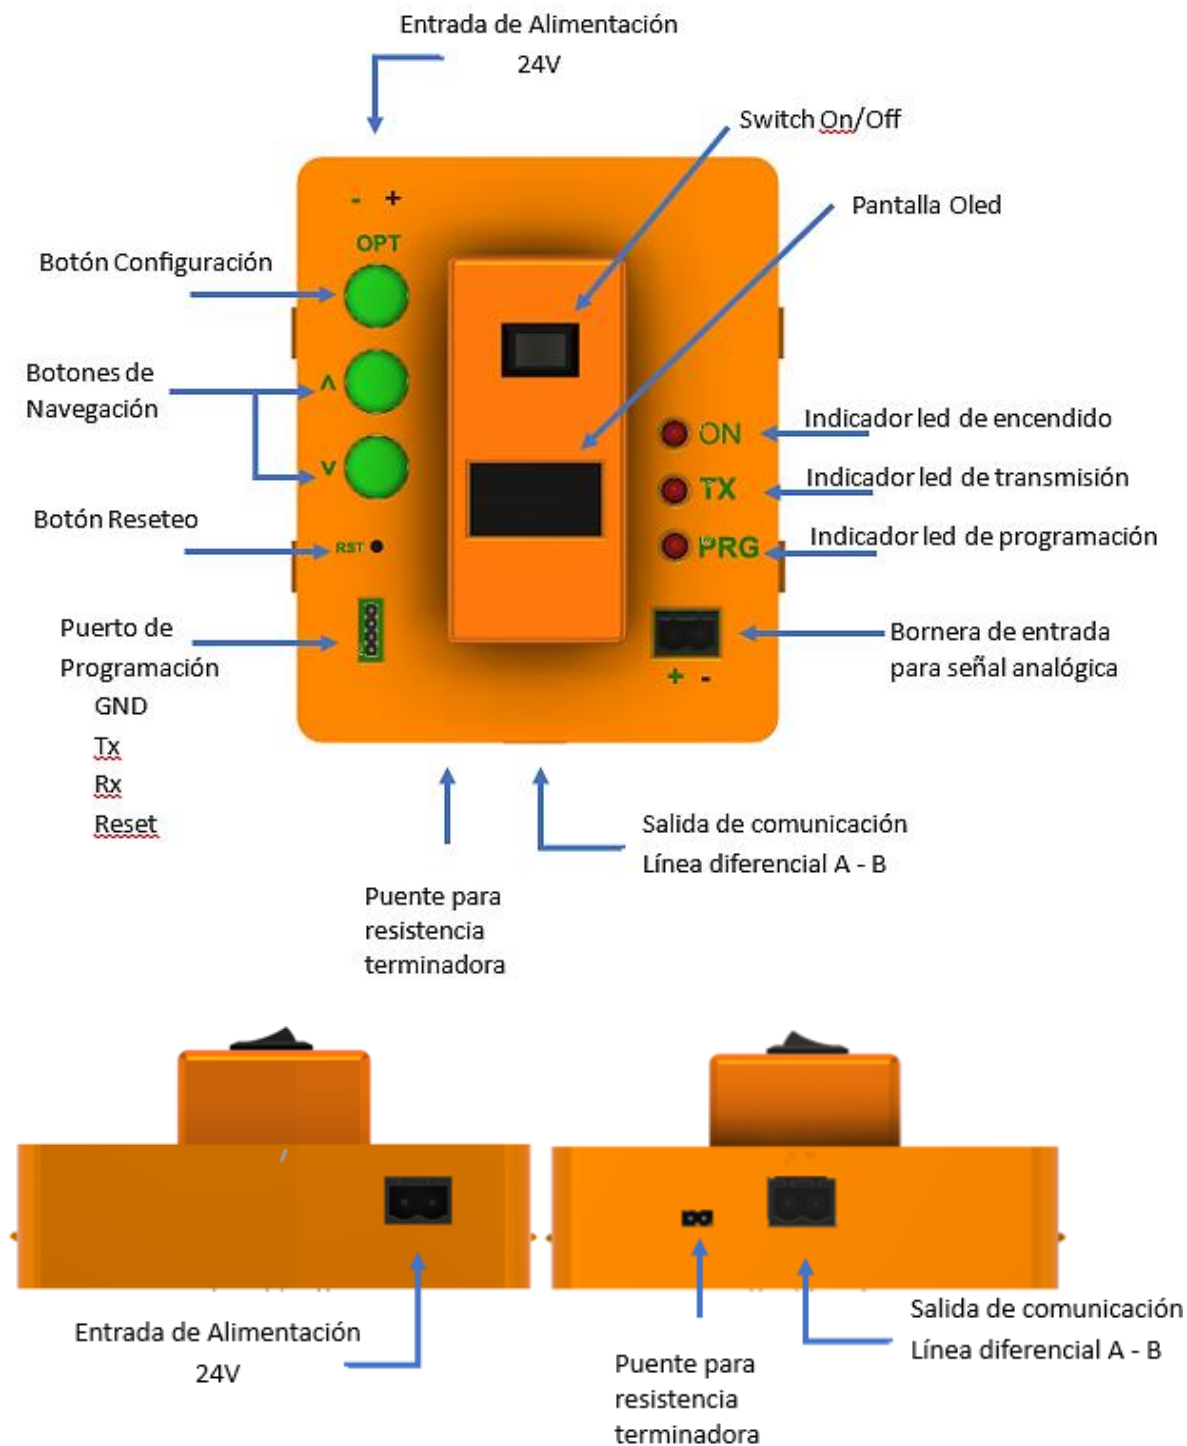 Entrada de Alimentación
24V
Switch On/Off
Pantalla Oled
- +
OPT
Botón Configuración
Botones de
Navegación
ʌ
v
ON
Indicador led de encendido
TX
Indicador led de transmisión
PRG
Indicador led de programación
Botón Reseteo
RST
Puerto de
Programación
GND
Tx
Rx
Reset
Bornera de entrada
para señal analógica
+ -
Salida de comunicación
Línea diferencial A - B
Puente para
resistencia
terminadora
Entrada de Alimentación
24V
Salida de comunicación
Línea diferencial A - B
Puente para
resistencia
terminadora